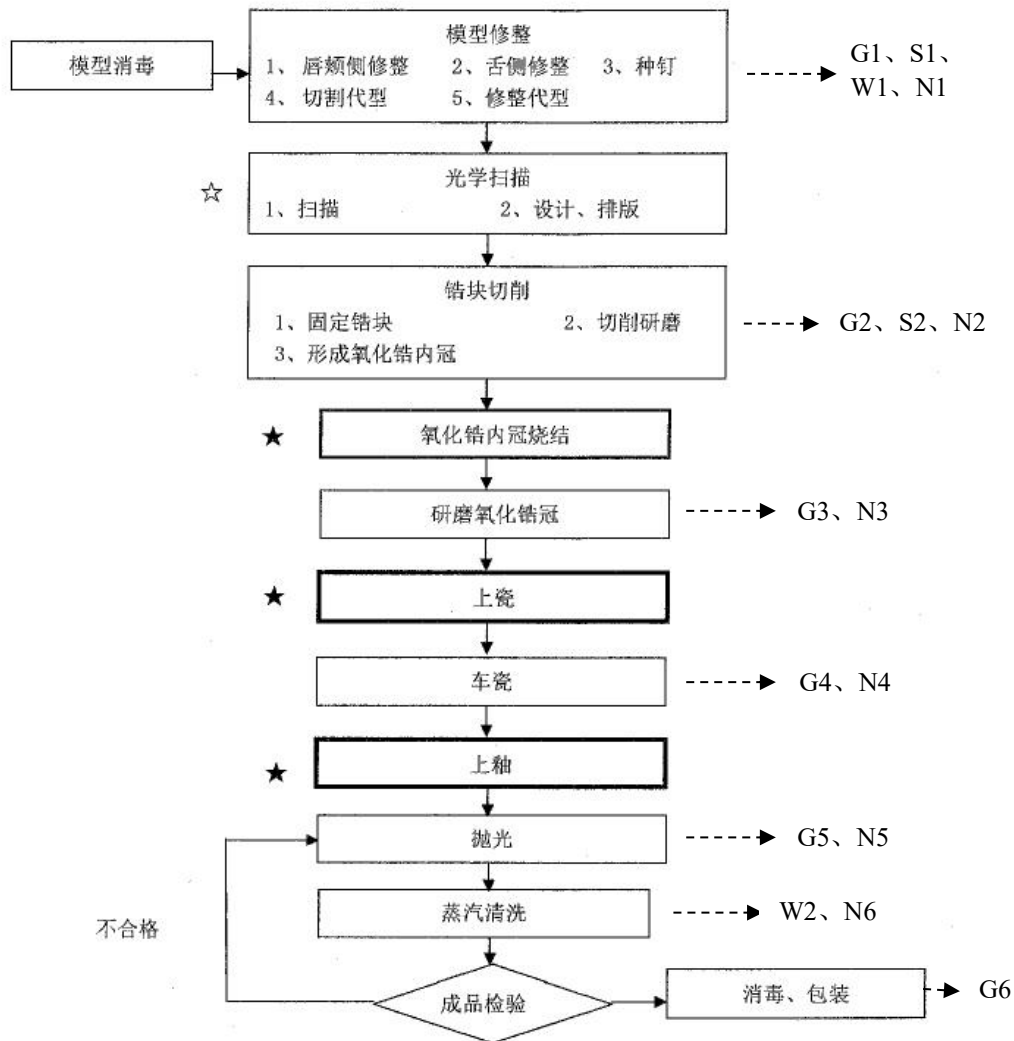 模型消毒
模型修整
1、 唇颊侧修整 2、舌侧修整 3、种钉
4、 切割代型 5、修整代型
G1、S1、
W1、N1
☆
光学扫描
1、扫描 2、设计、排版
锆块切削
1、固定锆块 2、切削研磨
3、形成氧化锆内冠
G2、S2、N2
★
氧化锆内冠烧结
研磨氧化锆冠
G3、N3
★
上瓷
车瓷
G4、N4
★
上釉
抛光
G5、N5
蒸汽清洗
W2、N6
不合格
成品检验
消毒、包装
G6